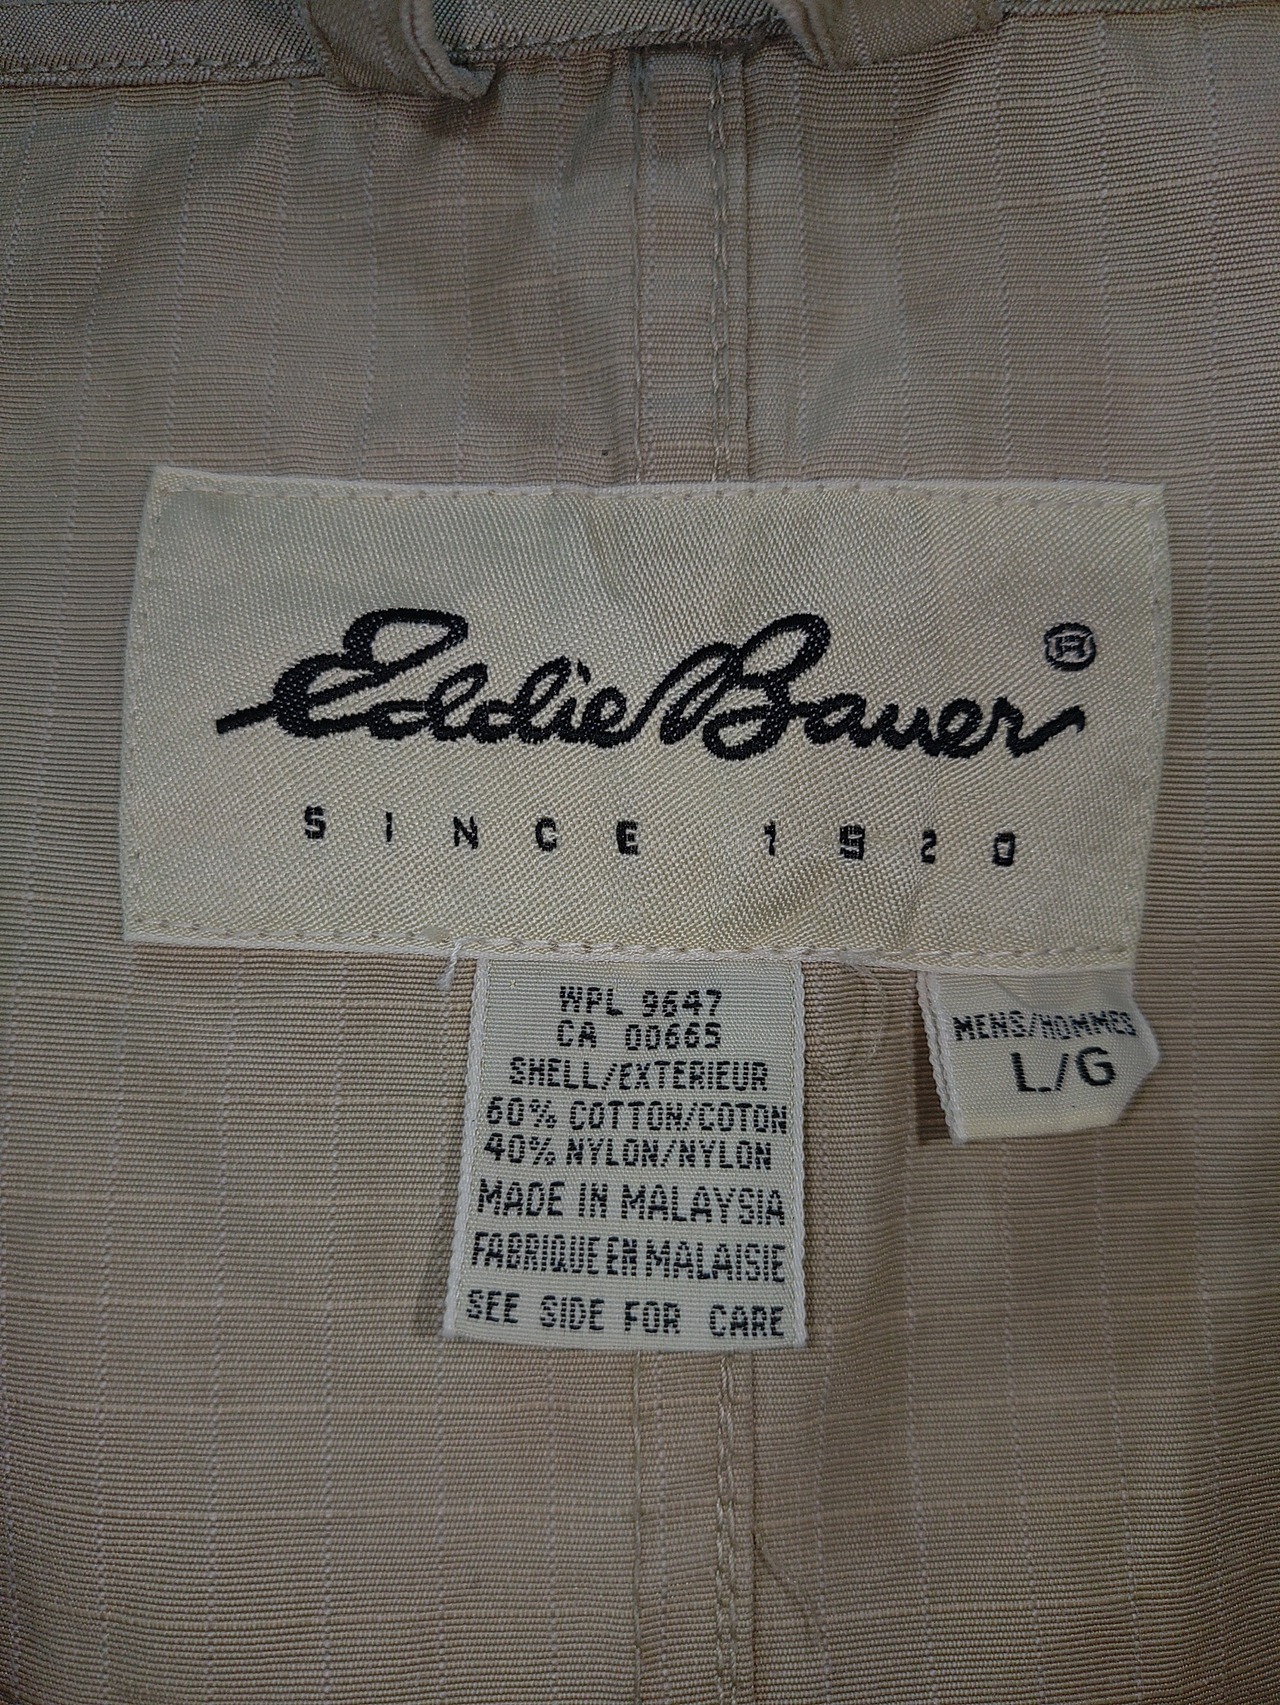 Eddie Bauer ®
SINCE 1920
WPL 9647
CA 00665
SHELL/EXTERIEUR
60% COTTON/COTON
40% NYLON/NYLON
MADE IN MALAYSIA
FABRIQUE EN MALAISIE
SEE SIDE FOR CARE
MENS/HOMMES
L/G